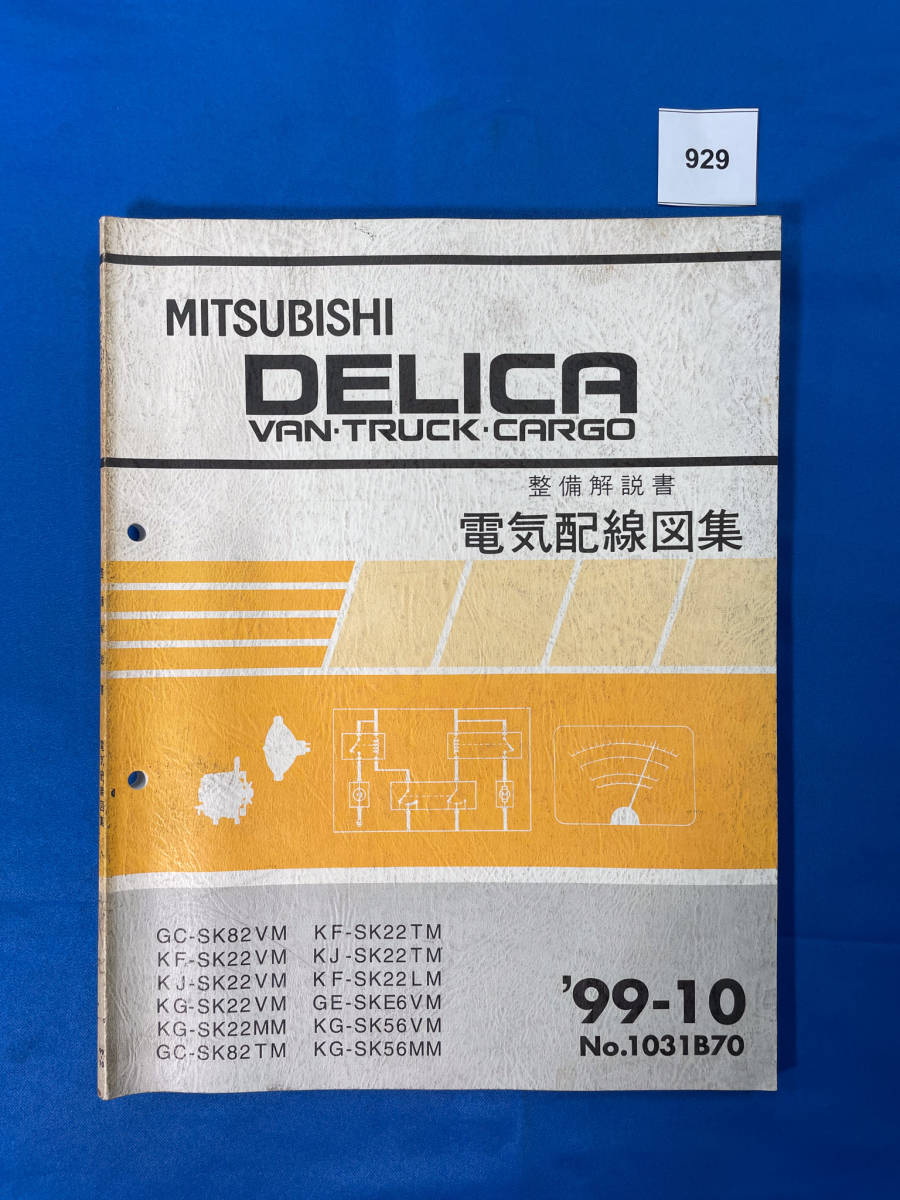 929
MITSUBISHI
DELICA
VAN·TRUCK·CARGO
整備解説書
電気配線図集
GC-SK82VM
KF-SK22VM
KJ-SK22VM
KG-SK22VM
KG-SK22MM
GC-SK82TM
KF-SK22TM
KJ-SK22TM
KF-SK22LM
GE-SKE6VM
KG-SK56VM
KG-SK56MM
'99-10
No.1031B70